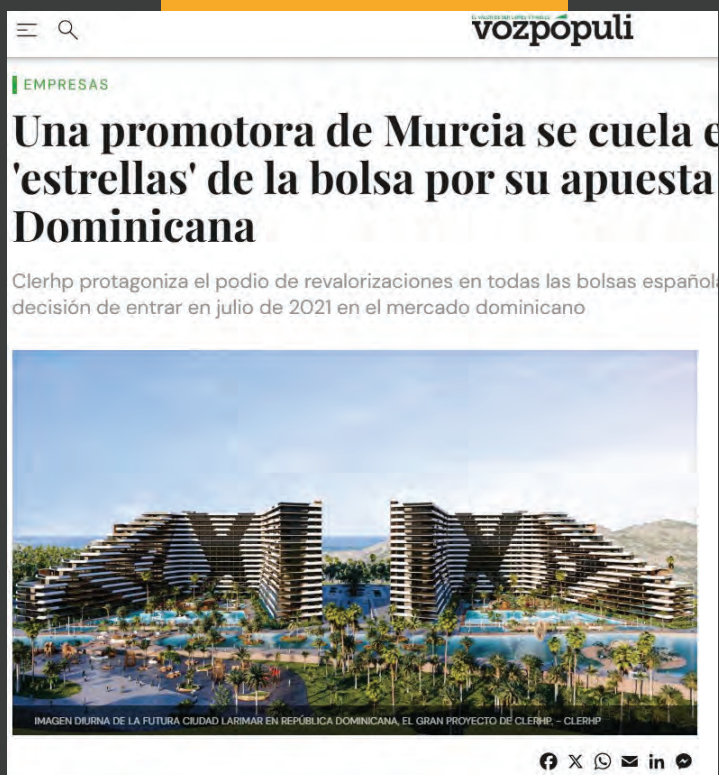 vozpópuli
EMPRESAS
Una promotora de Murcia se cuela e
'estrellas' de la bolsa por su apuesta
Dominicana
Clerhp protagoniza el podio de revalorizaciones en todas las bolsas español
decisión de entrar en julio de 2021 en el mercado dominicano
IMAGEN DIURNA DE LA FUTURA CIUDAD LARIMAR EN REPÚBLICA DOMINICANA, EL GRAN PROYECTO DE CLERHP. – CLERHP